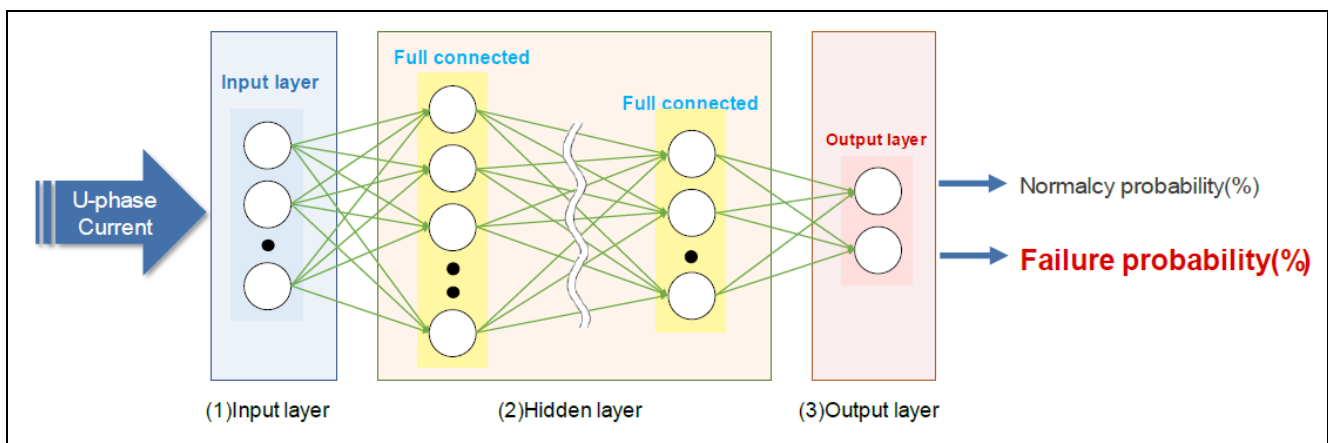 U-phase
Current
Input layer
Full connected
Full connected
Output layer
Normalcy probability(%)
Failure probability(%)
(1)Input layer
(2)Hidden layer
(3)Output layer